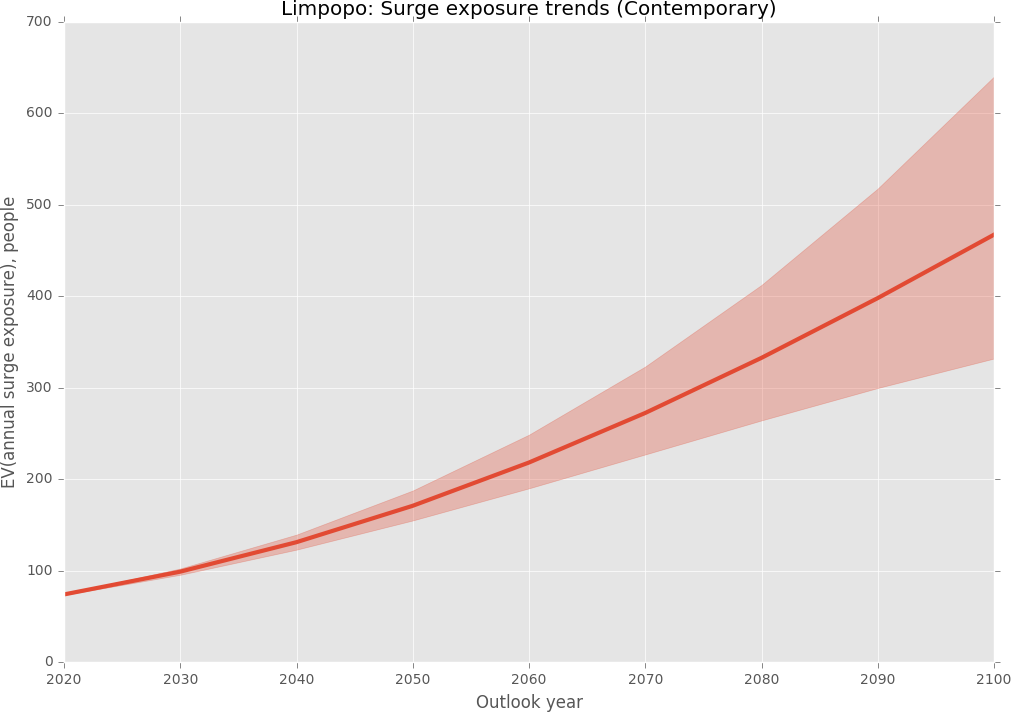 Limpopo: Surge exposure trends (Contemporary)
700
600
500
400
300
200
100
0
EV(annual surge exposure), people
2020 2030 2040 2050 2060 2070 2080 2090 2100
Outlook year